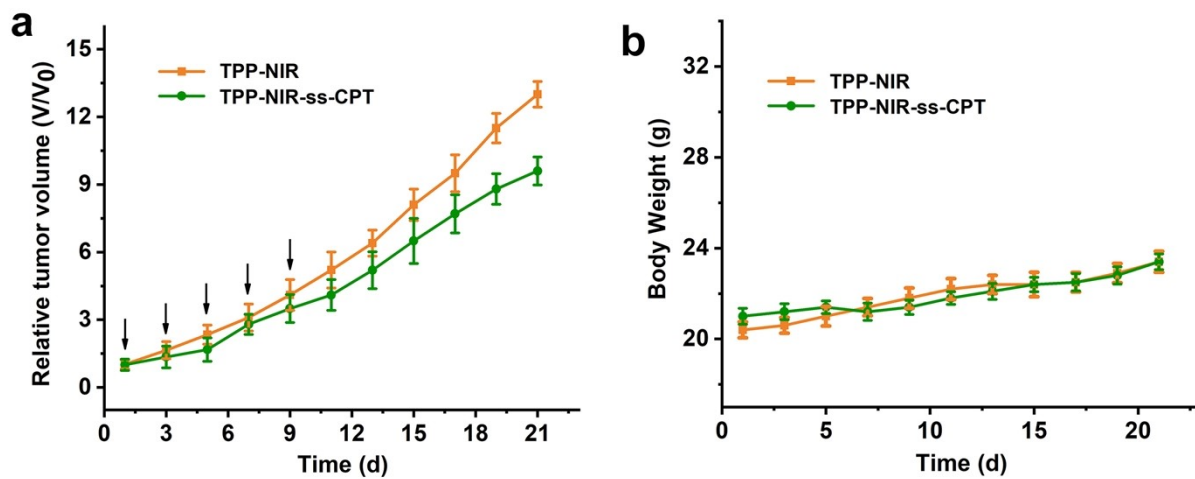 a
Relative tumor volume (V/V₀)
15
12
9
6
3
0
TPP-NIR
TPP-NIR-ss-CPT
0 3 6 9 12 15 18 21
Time (d)
b
Body Weight (g)
32
28
24
20
TPP-NIR
TPP-NIR-ss-CPT
0 5 10 15 20
Time (d)